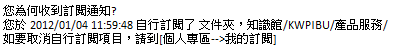 您為何收到訂閱通知?
您於 2012/01/04 11:59:48 自行訂閱了 文件夾，知識館/KWPIBU/產品服務/
如要取消自行訂閱項目，請到[個人專區-->我的訂閱]